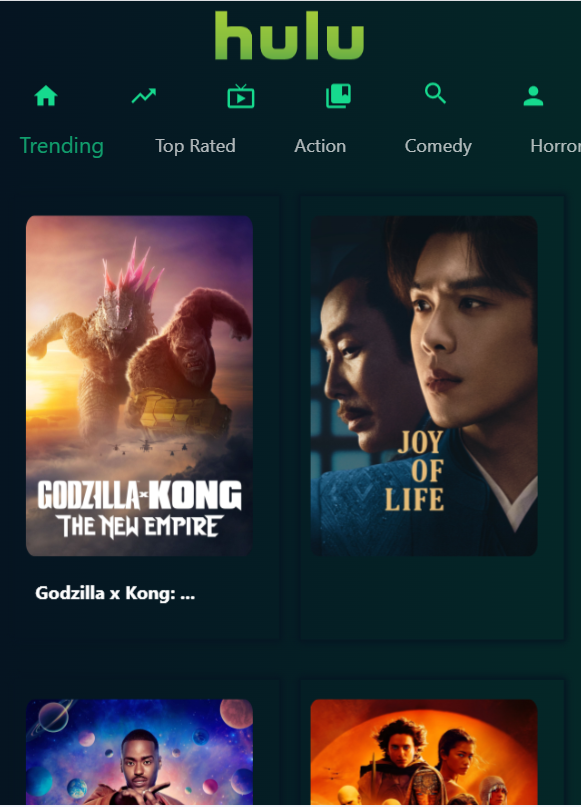 hulu
Trending Top Rated Action Comedy Horror
GODZILLA x KONG
THE NEW EMPIRE
JOY
OF
LIFE
Godzilla x Kong: ...